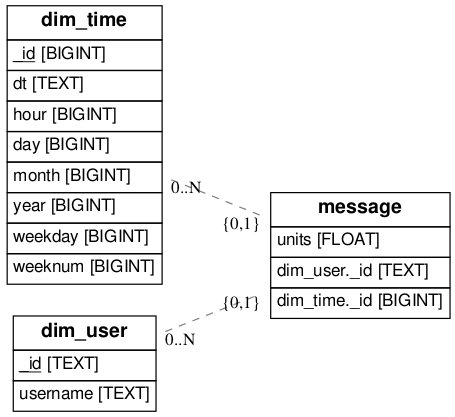 dim_time
_id [BIGINT]
dt [TEXT]
hour [BIGINT]
day [BIGINT]
month [BIGINT]
year [BIGINT]
weekday [BIGINT]
weeknum [BIGINT]
0..N
{0,1}
message
units [FLOAT]
dim_user._id [TEXT]
dim_time._id [BIGINT]
{0,1}
0..N
dim_user
_id [TEXT]
username [TEXT]